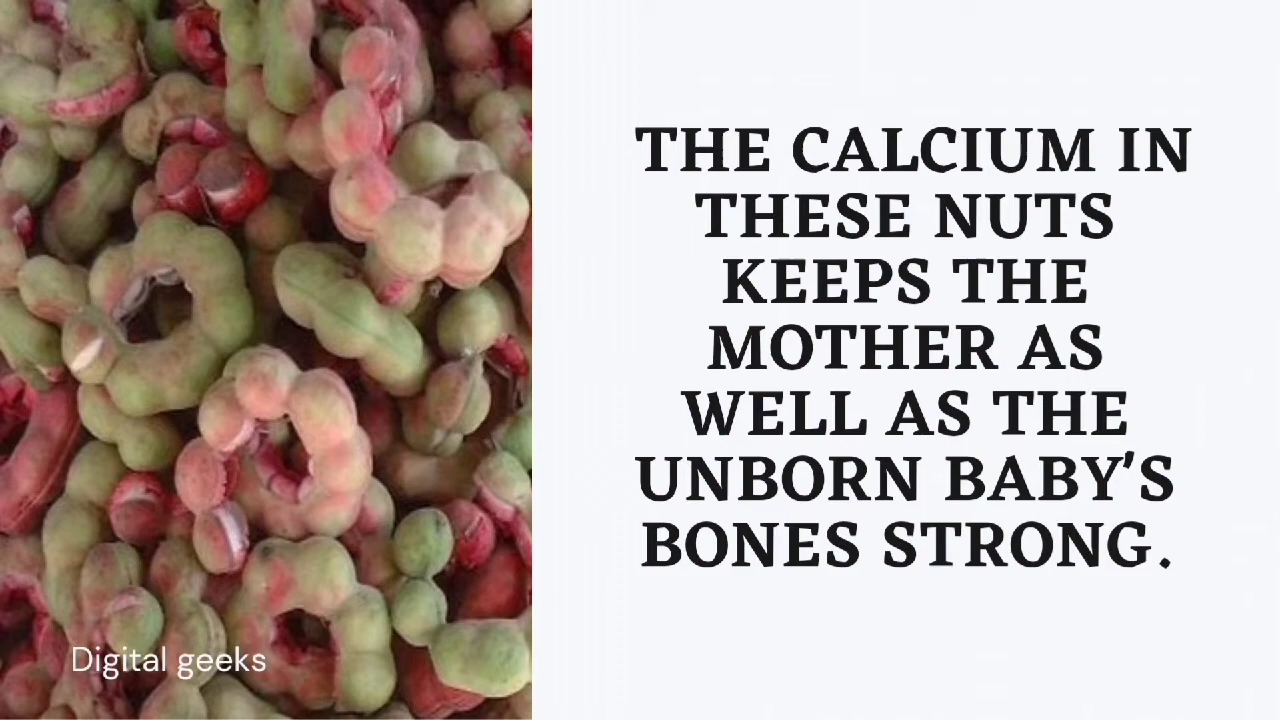 THE CALCIUM IN
THESE NUTS
KEEPS THE
MOTHER AS
WELL AS THE
UNBORN BABY'S
BONES STRONG.
Digital geeks